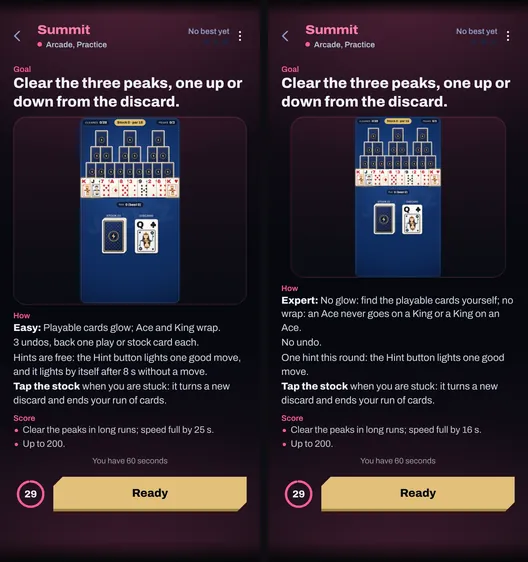 Summit
No best yet
Arcade, Practice
Goal
Clear the three peaks, one up or
down from the discard.
How
Easy: Playable cards glow; Ace and King wrap.
3 undos, back one play or stock card each.
Hints are free: the Hint button lights one good move,
and it lights by itself after 8 s without a move.
Tap the stock when you are stuck: it turns a new
discard and ends your run of cards.
Score
Clear the peaks in long runs; speed full by 25 s.
Up to 200.
You have 60 seconds
29
Ready
Summit
No best yet
Arcade, Practice
Goal
Clear the three peaks, one up or
down from the discard.
How
Expert: No glow: find the playable cards yourself; no
wrap: an Ace never goes on a King or a King on an
Ace.
No undo.
One hint this round: the Hint button lights one good
move.
Tap the stock when you are stuck: it turns a new
discard and ends your run of cards.
Score
Clear the peaks in long runs; speed full by 16 s.
Up to 200.
You have 60 seconds
29
Ready